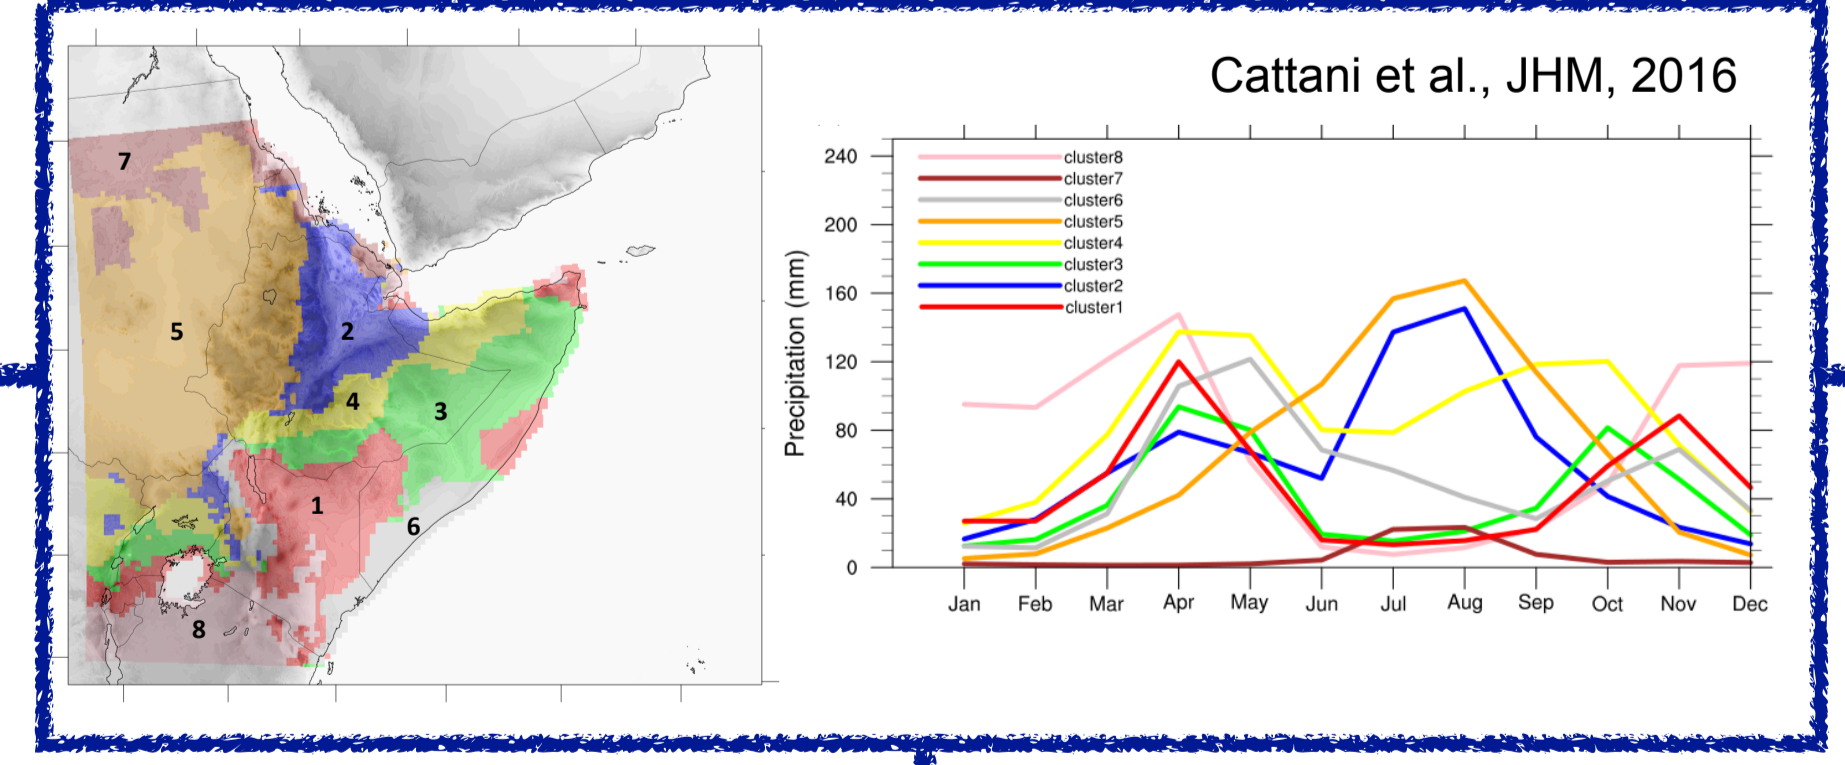 Cattani et al., JHM, 2016
7
5
2
4
3
1
6
8
Precipitation (mm)
240
200
160
120
80
40
0
cluster8
cluster7
cluster6
cluster5
cluster4
cluster3
cluster2
cluster1
Jan Feb Mar Apr May Jun Jul Aug Sep Oct Nov Dec